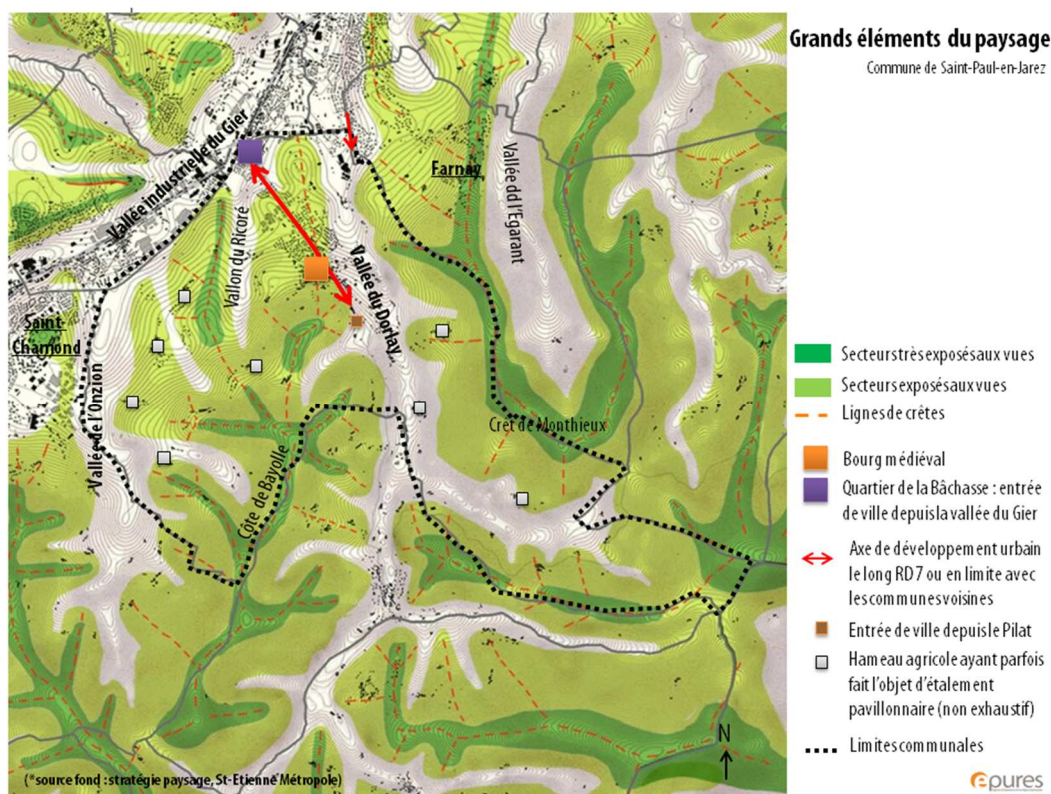 Grands éléments du paysage
Commune de Saint-Paul-en-Jarez
Vallée industrielle du Gier
Farnay
Vallée dd l'Egarant
Vallon du Ricoré
Vallée du Dorlay
Saint-
Chamond
Vallée de l'Onzion
Crêt de Monthieux
Côte de Bayolle
Secteurs très exposés aux vues
Secteurs exposés aux vues
Lignes de crêtes
Bourg médiéval
Quartier de la Bâchasse : entrée
de ville depuis la vallée du Gier
Axe de développement urbain
le long RD7 ou en limite avec
les communes voisines
Entrée de ville depuis le Pilat
Hameau agricole ayant parfois
fait l'objet d'étalement
pavillonnaire (non exhaustif)
Limites communales
N
(*source fond : stratégie paysage, St-Etienne Métropole)
epures